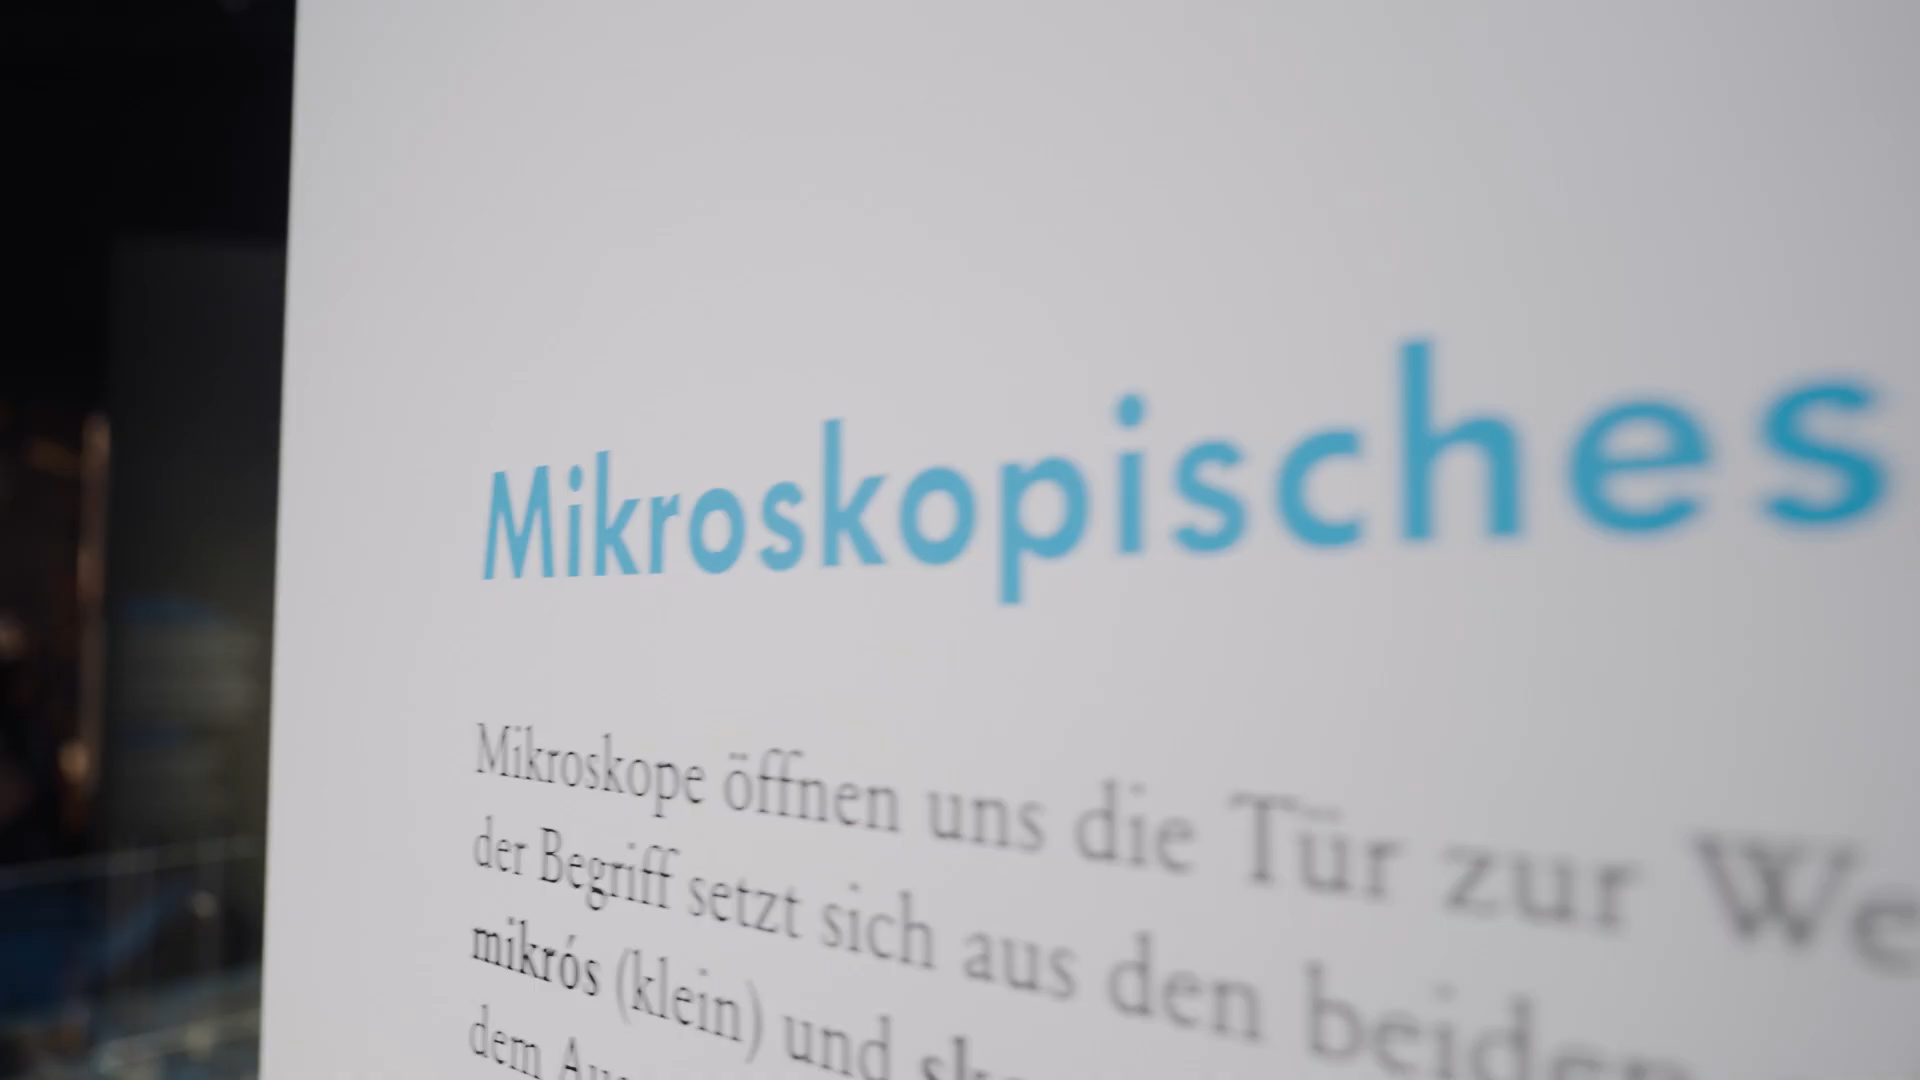 Mikroskopisches
Mikroskope öffnen uns die Tür zur
der Begriff setzt sich aus den beiden
mikrós (klein) und
dem